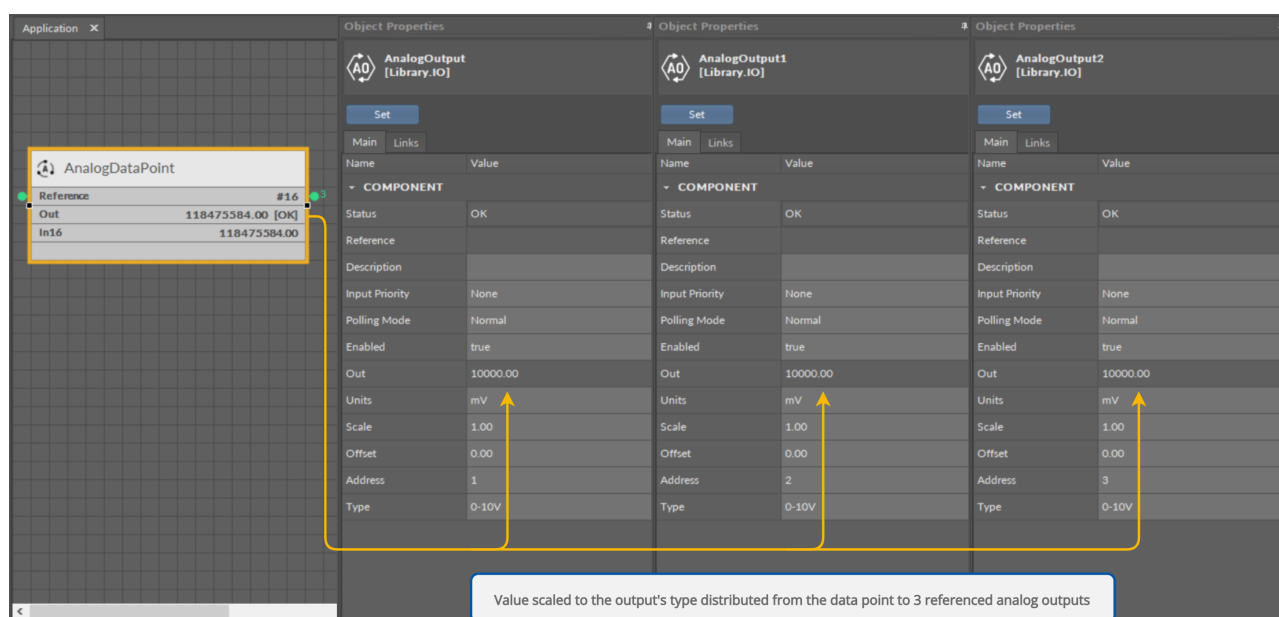 Application
Object Properties
Object Properties
Object Properties
AnalogDataPoint
Reference #16
3
Out 118475584.00 [OK]
In16 118475584.00
AnalogOutput
[Library.IO]
AO
Set
Main Links
Name Value
COMPONENT
Status OK
Reference
Description
Input Priority None
Polling Mode Normal
Enabled true
Out 10000.00
Units mV
Scale 1.00
Offset 0.00
Address 1
Type 0-10V
AnalogOutput1
[Library.IO]
AO
Set
Main Links
Name Value
COMPONENT
Status OK
Reference
Description
Input Priority None
Polling Mode Normal
Enabled true
Out 10000.00
Units mV
Scale 1.00
Offset 0.00
Address 2
Type 0-10V
AnalogOutput2
[Library.IO]
AO
Set
Main Links
Name Value
COMPONENT
Status OK
Reference
Description
Input Priority None
Polling Mode Normal
Enabled true
Out 10000.00
Units mV
Scale 1.00
Offset 0.00
Address 3
Type 0-10V
Value scaled to the output's type distributed from the data point to 3 referenced analog outputs